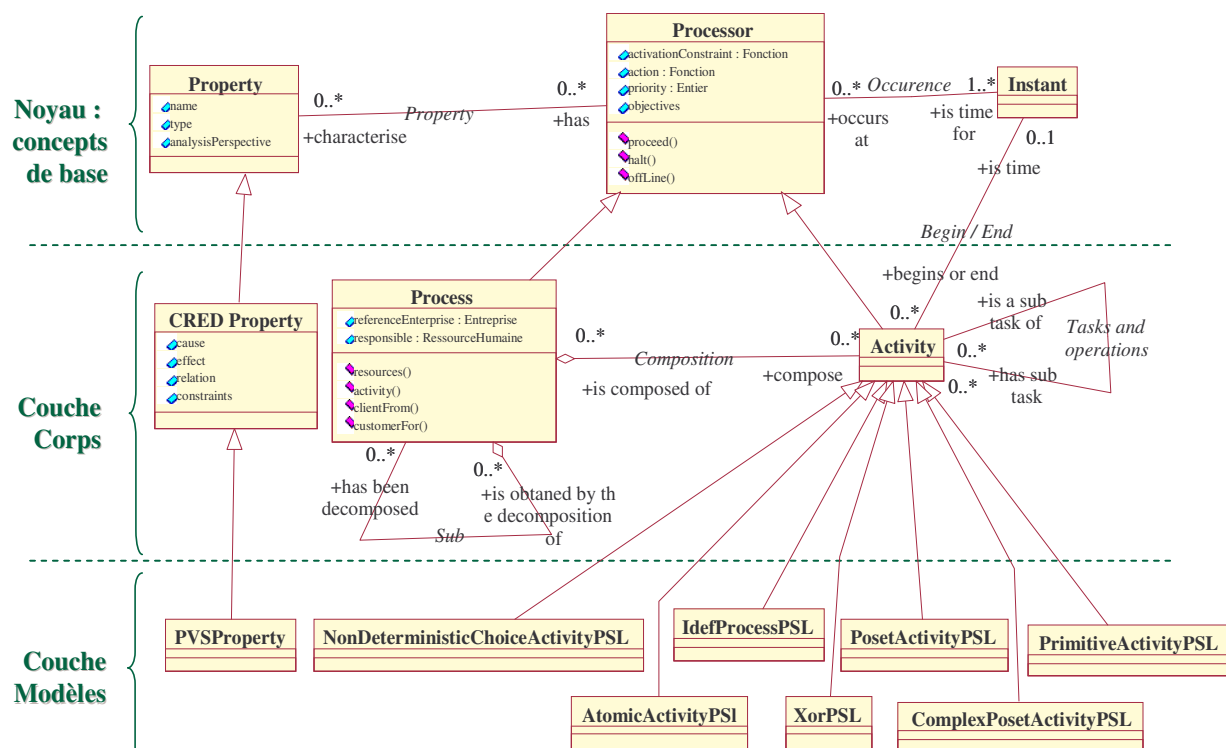 Noyau :
concepts
de base
Property
name
type
analysisPerspective
0..*
+characterise
Property
0..*
+has
Processor
activationConstraint : Fonction
action : Fonction
priority : Entier
objectives
proceed()
halt()
offLine()
0..*
Occurence
1..*
+occurs
at
+is time
for
Instant
0..1
+is time
Begin / End
+begins or end
0..*
Couche
Corps
CRED Property
cause
effect
relation
constraints
Process
referenceEnterprise : Entreprise
responsible : RessourceHumaine
resources()
activity()
clientFrom()
customerFor()
0..*
Composition
0..*
+is composed of
+compose
Activity
+is a sub
task of
0..*
Tasks and
operations
+has sub
task
0..*
0..*
+has been
decomposed
0..*
+is obtaned by th
e decomposition
of
Sub
Couche
Modèles
PVSProperty
NonDeterministicChoiceActivityPSL
IdefProcessPSL
PosetActivityPSL
PrimitiveActivityPSL
AtomicActivityPSl
XorPSL
ComplexPosetActivityPSL